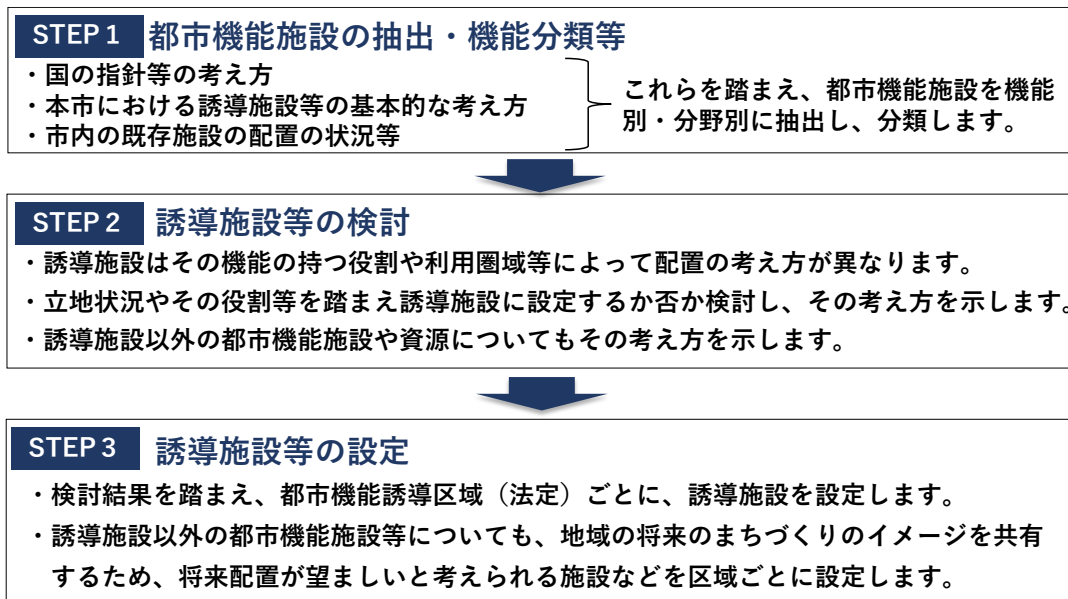 STEP 1 都市機能施設の抽出・機能分類等
・国の指針等の考え方
・本市における誘導施設等の基本的な考え方
・市内の既存施設の配置の状況等
これらを踏まえ、都市機能施設を機能
別・分野別に抽出し、分類します。
STEP 2 誘導施設等の検討
・誘導施設はその機能の持つ役割や利用圏域等によって配置の考え方が異なります。
・立地状況やその役割等を踏まえ誘導施設に設定するか否か検討し、その考え方を示します。
・誘導施設以外の都市機能施設や資源についてもその考え方を示します。
STEP 3 誘導施設等の設定
・検討結果を踏まえ、都市機能誘導区域（法定）ごとに、誘導施設を設定します。
・誘導施設以外の都市機能施設等についても、地域の将来のまちづくりのイメージを共有
するため、将来配置が望ましいと考えられる施設などを区域ごとに設定します。